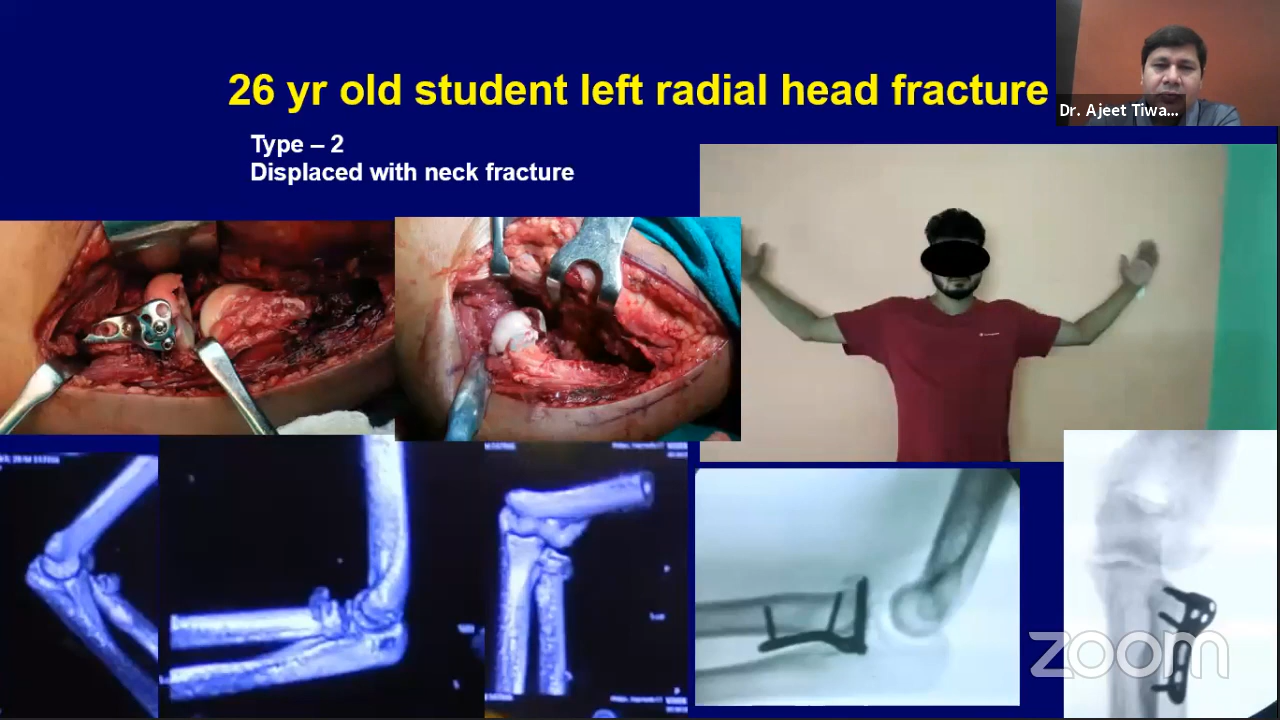 26 yr old student left radial head fracture
Dr. Ajeet Tiwa...
Type – 2
Displaced with neck fracture
zoom